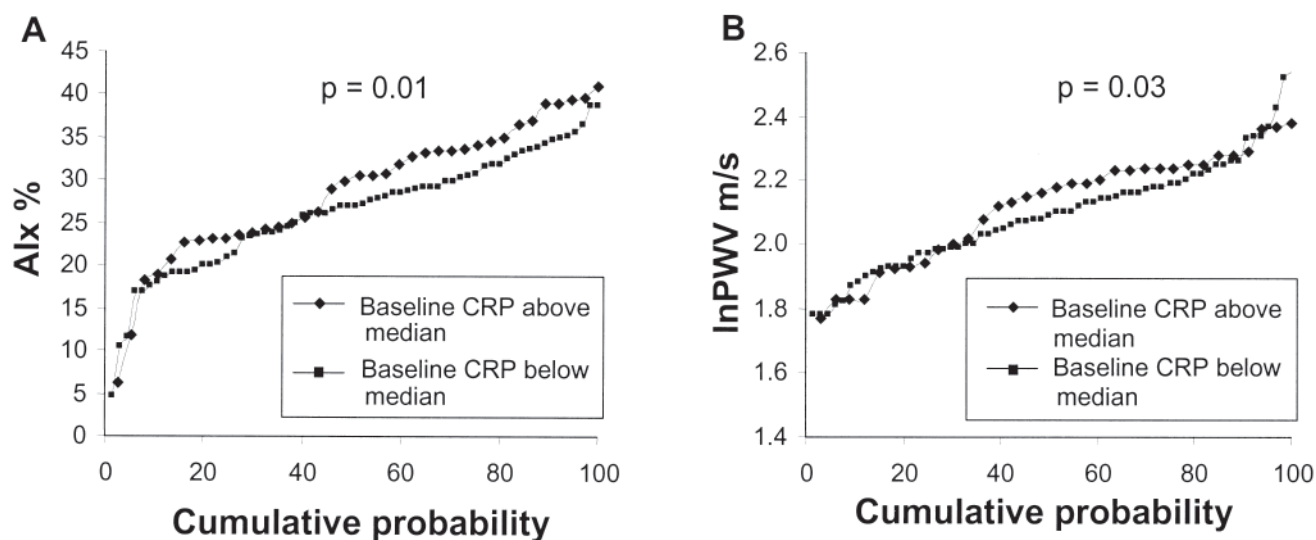 A
AIx %
45
40
35
30
25
20
15
10
5
0
p = 0.01
Baseline CRP above
median
Baseline CRP below
median
0 20 40 60 80 100
Cumulative probability
B
lnPWV m/s
2.6
2.4
2.2
2.0
1.8
1.6
1.4
p = 0.03
Baseline CRP above
median
Baseline CRP below
median
0 20 40 60 80 100
Cumulative probability